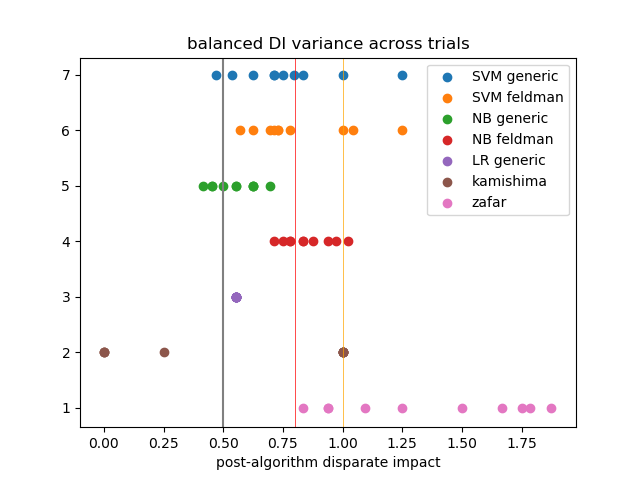 balanced DI variance across trials
7
6
5
4
3
2
1
SVM generic
SVM feldman
NB generic
NB feldman
LR generic
kamishima
zafar
0.00 0.25 0.50 0.75 1.00 1.25 1.50 1.75
post-algorithm disparate impact